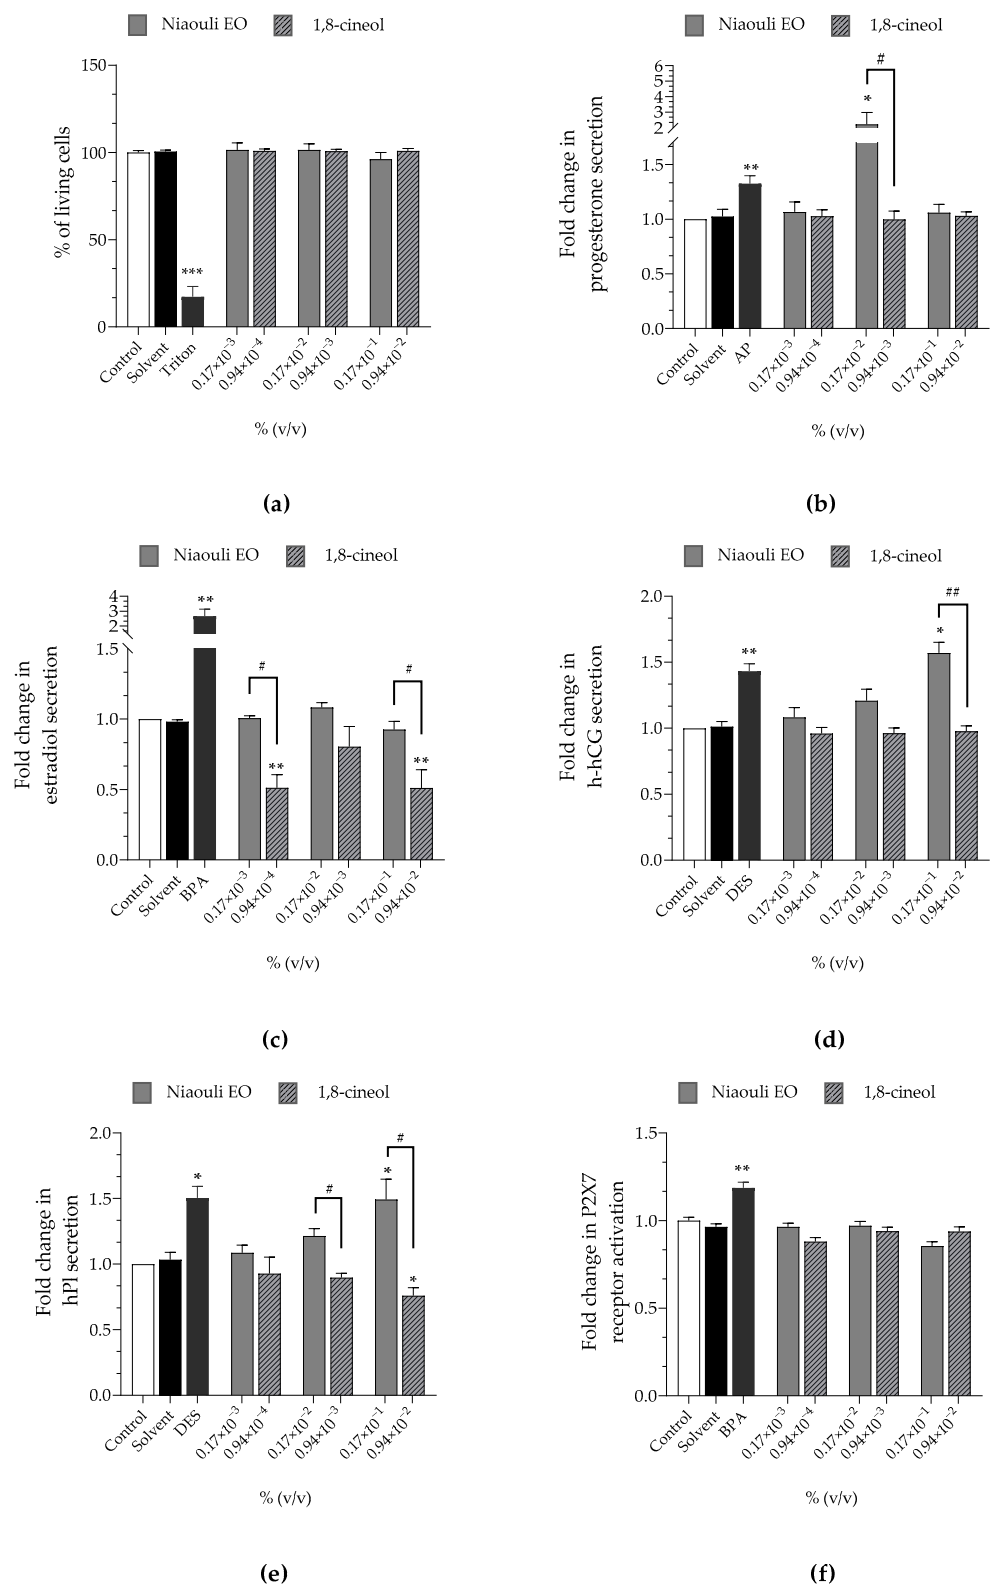 Niaouli EO 1,8-cineol
150
100
50
0
% of living cells
***
Control
Solvent
Triton
0.17×10⁻³
0.94×10⁻⁴
0.17×10⁻²
0.94×10⁻³
0.17×10⁻¹
0.94×10⁻²
% (v/v)
(a)
Niaouli EO 1,8-cineol
6
5
4
3
2
1.5
1.0
0.5
0.0
Fold change in
progesterone secretion
**
*
#
Control
Solvent
AP
0.17×10⁻³
0.94×10⁻⁴
0.17×10⁻²
0.94×10⁻³
0.17×10⁻¹
0.94×10⁻²
% (v/v)
(b)
Niaouli EO 1,8-cineol
4
3
2
1.5
1.0
0.5
0.0
Fold change in
estradiol secretion
**
#
**
#
**
Control
Solvent
BPA
0.17×10⁻³
0.94×10⁻⁴
0.17×10⁻²
0.94×10⁻³
0.17×10⁻¹
0.94×10⁻²
% (v/v)
(c)
Niaouli EO 1,8-cineol
2.0
1.5
1.0
0.5
0.0
Fold change in
h-hCG secretion
**
*
##
Control
Solvent
DES
0.17×10⁻³
0.94×10⁻⁴
0.17×10⁻²
0.94×10⁻³
0.17×10⁻¹
0.94×10⁻²
% (v/v)
(d)
Niaouli EO 1,8-cineol
2.0
1.5
1.0
0.5
0.0
Fold change in
hPl secretion
*
#
*
#
*
Control
Solvent
DES
0.17×10⁻³
0.94×10⁻⁴
0.17×10⁻²
0.94×10⁻³
0.17×10⁻¹
0.94×10⁻²
% (v/v)
(e)
Niaouli EO 1,8-cineol
1.5
1.0
0.5
0.0
Fold change in P2X7
receptor activation
**
Control
Solvent
BPA
0.17×10⁻³
0.94×10⁻⁴
0.17×10⁻²
0.94×10⁻³
0.17×10⁻¹
0.94×10⁻²
% (v/v)
(f)